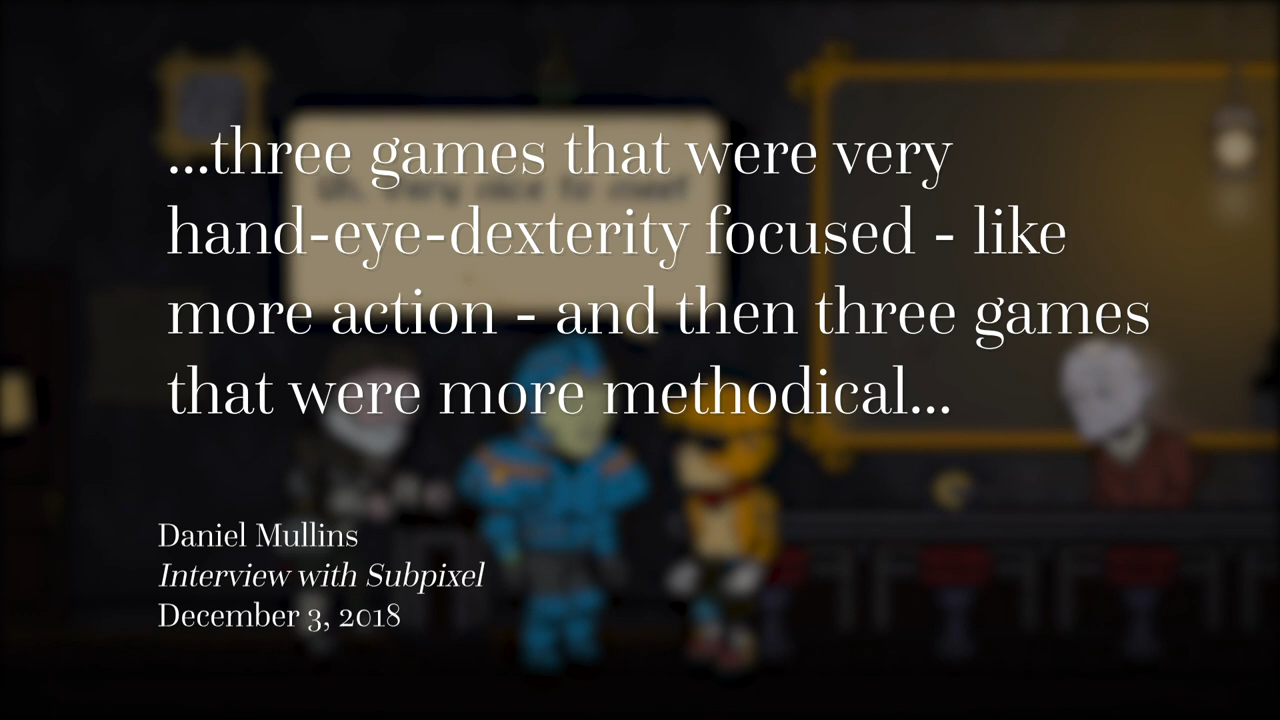 ...three games that were very
hand-eye-dexterity focused - like
more action - and then three games
that were more methodical...
Daniel Mullins
Interview with Subpixel
December 3, 2018